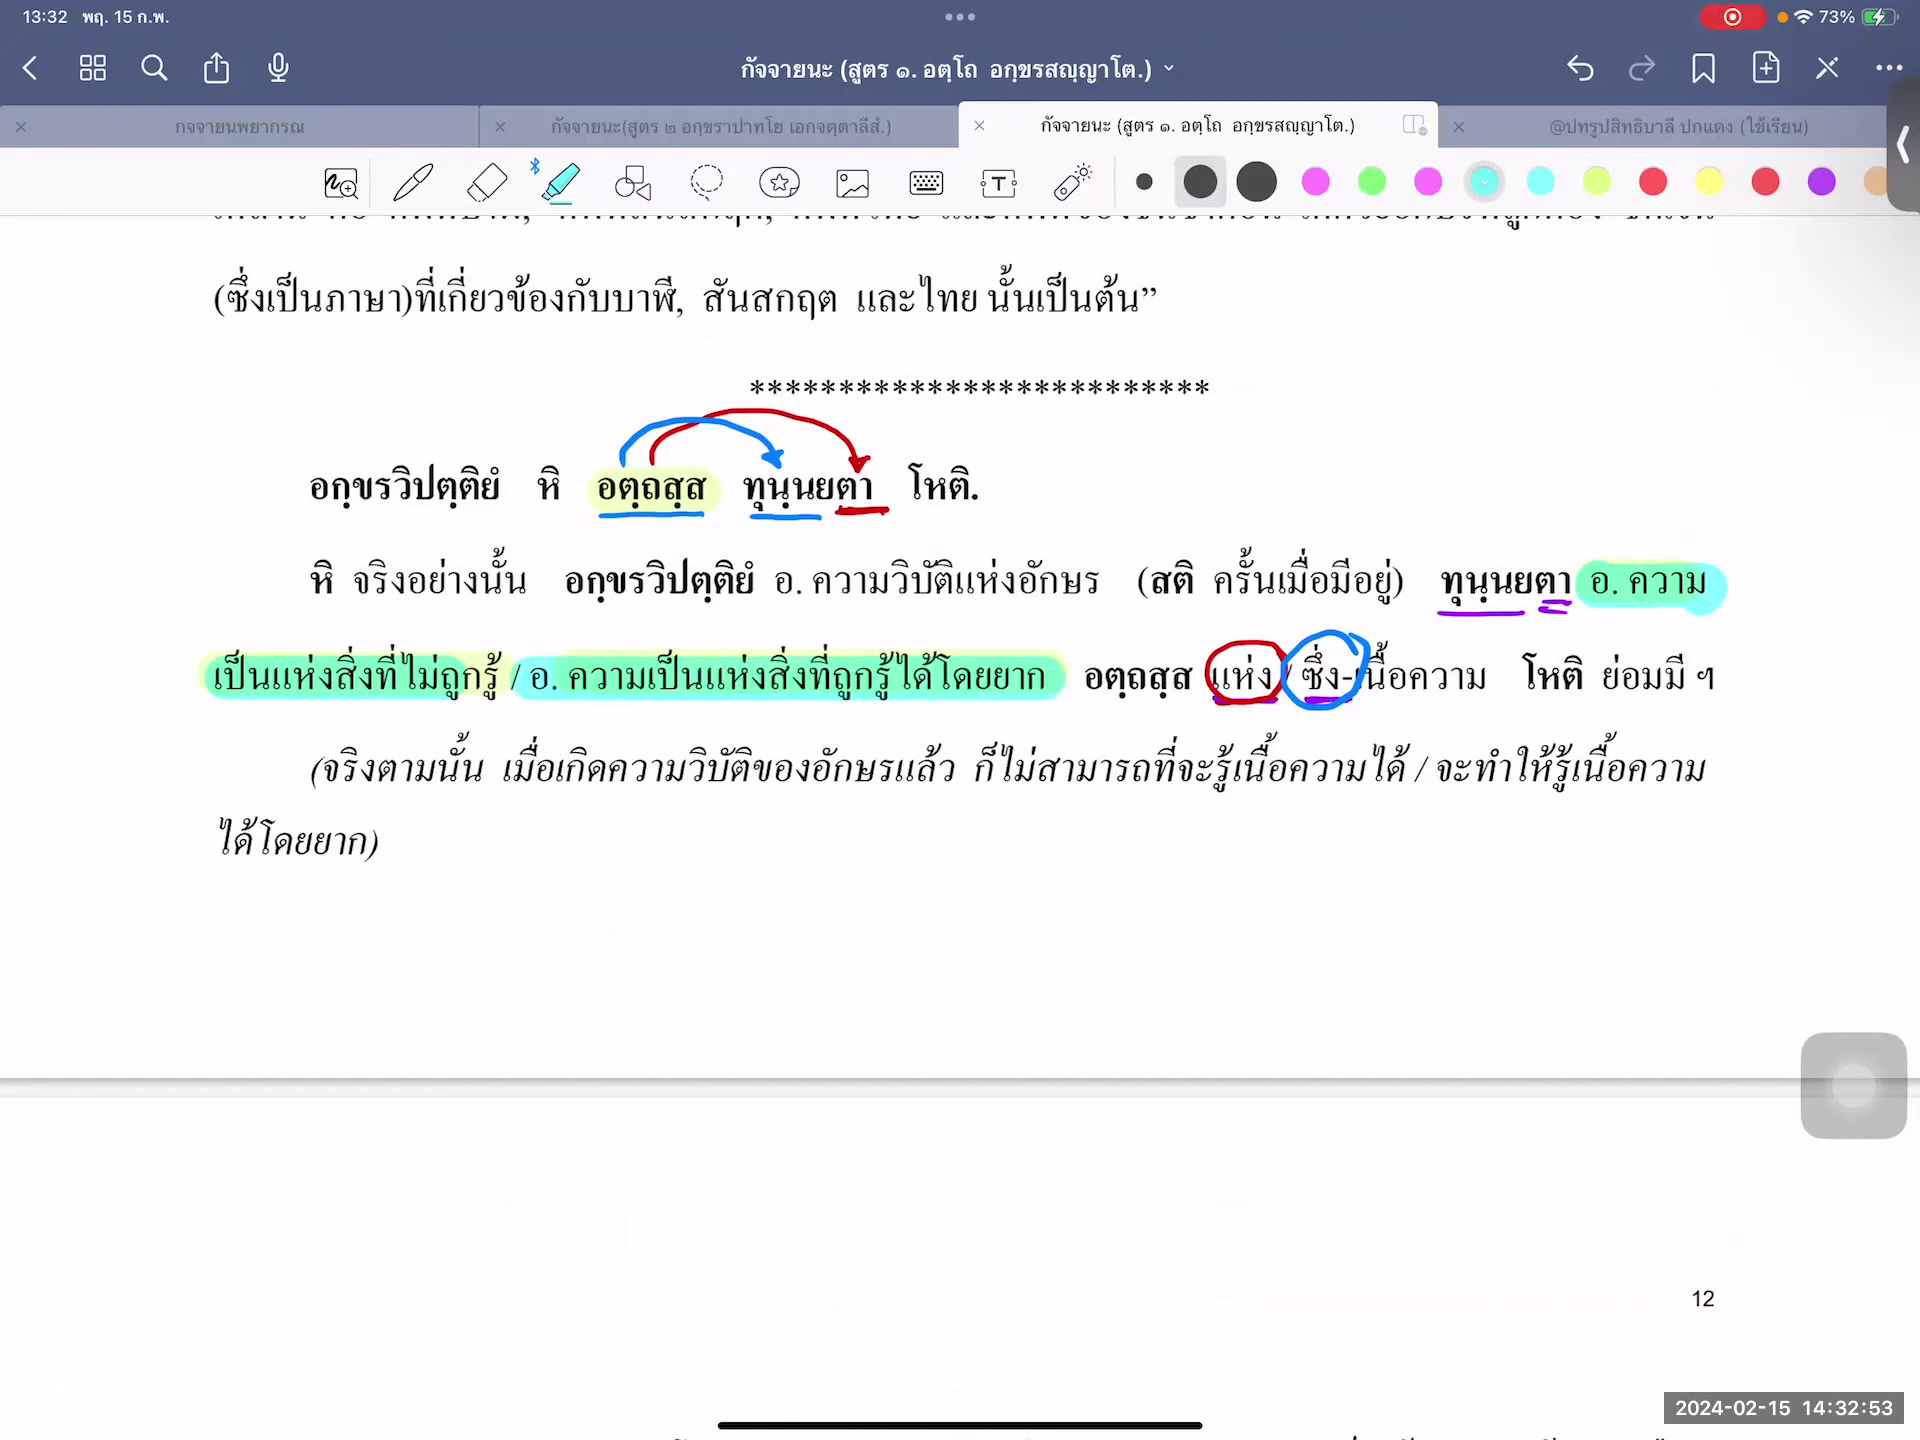 13:32 พฤ. 15 ก.พ.
73%
กัจจายนะ (สูตร ๑. อตฺโถ อกฺขรสญฺญาโต.)
กจจายนพยากรณ
กัจจายนะ(สูตร ๒ อกฺขราปาทโย เอกจตฺตาลีสํ.)
กัจจายนะ (สูตร ๑. อตฺโถ อกฺขรสญฺญาโต.)
@ปทรูปสิทธิบาลี ปกแดง (ใช้เรียน)
(ซึ่งเป็นภาษา)ที่เกี่ยวข้องกับบาฬี, สันสกฤต และไทย นั้นเป็นต้น”
**************************
อกฺขรวิปตฺติยํ หิ อตฺถสฺส ทุนฺนยตา โหติ.
หิ จริงอย่างนั้น อกฺขรวิปตฺติยํ อ. ความวิบัติแห่งอักษร (สติ ครั้นเมื่อมีอยู่) ทุนฺนยตา อ. ความ
เป็นแห่งสิ่งที่ไม่ถูกรู้ / อ. ความเป็นแห่งสิ่งที่ถูกรู้ได้โดยยาก อตฺถสฺส แห่ง / ซึ่ง-เนื้อความ โหติ ย่อมมี ฯ
(จริงตามนั้น เมื่อเกิดความวิบัติของอักษรแล้ว ก็ไม่สามารถที่จะรู้เนื้อความได้ / จะทำให้รู้เนื้อความ
ได้โดยยาก)
12
2024-02-15 14:32:53